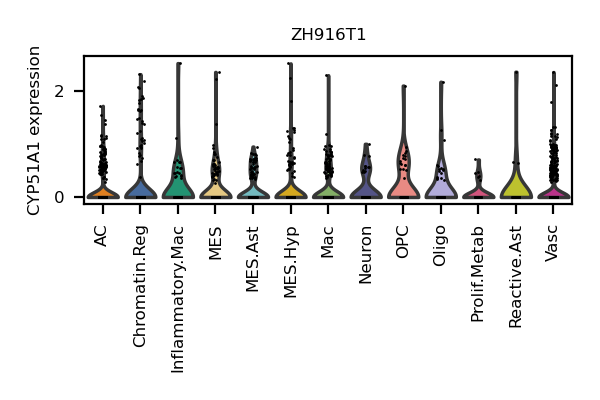 ZH916T1
CYP51A1 expression
2
0
AC
Chromatin.Reg
Inflammatory.Mac
MES
MES.Ast
MES.Hyp
Mac
Neuron
OPC
Oligo
Prolif.Metab
Reactive.Ast
Vasc